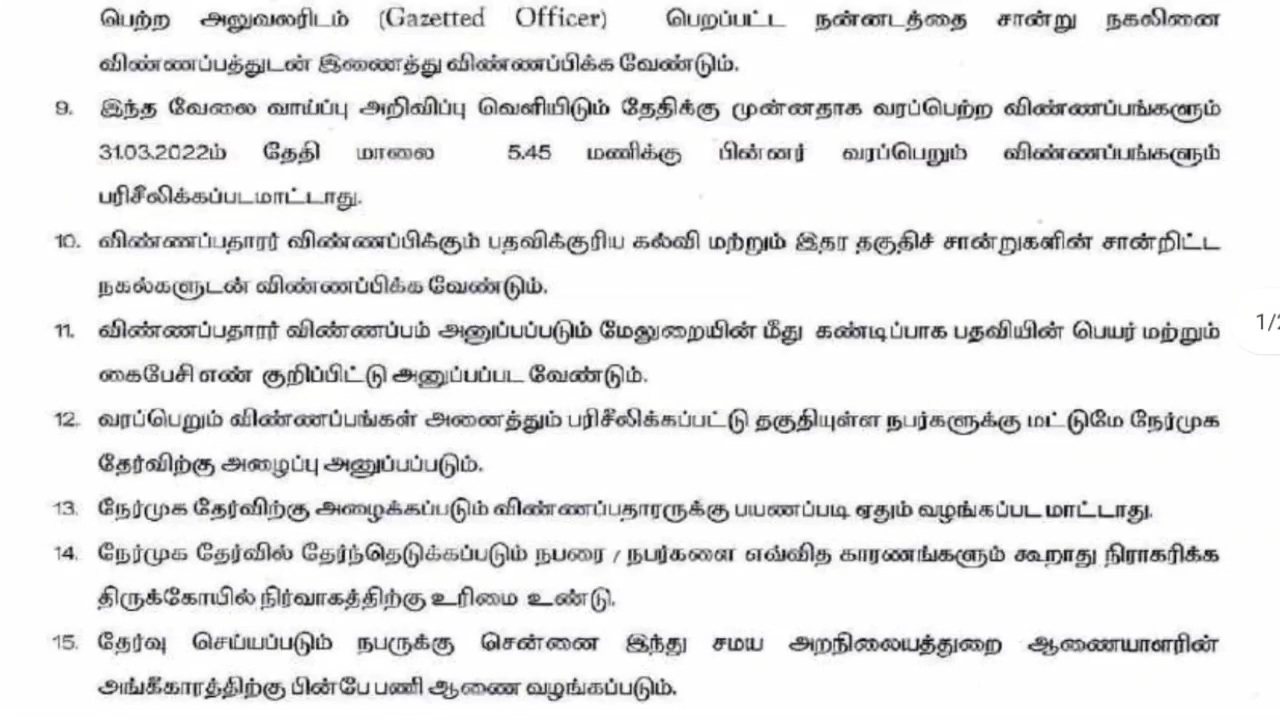 பெற்ற அலுவலரிடம் (Gazetted Officer) பெறப்பட்ட நன்னடத்தை சான்று நகலினை
விண்ணப்பத்துடன் இணைத்து விண்ணப்பிக்க வேண்டும்.
9. இந்த வேலை வாய்ப்பு அறிவிப்பு வெளியிடும் தேதிக்கு முன்னதாக வரப்பெற்ற விண்ணப்பங்களும்
31.03.2022ம் தேதி மாலை 5.45 மணிக்கு பின்னர் வரப்பெறும் விண்ணப்பங்களும்
பரிசீலிக்கப்படமாட்டாது.
10. விண்ணப்பதாரர் விண்ணப்பிக்கும் பதவிக்குரிய கல்வி மற்றும் இதர தகுதிச் சான்றுகளின் சான்றிட்ட
நகல்களுடன் விண்ணப்பிக்க வேண்டும்.
11. விண்ணப்பதாரர் விண்ணப்பம் அனுப்பப்படும் மேலுறையின் மீது கண்டிப்பாக பதவியின் பெயர் மற்றும்
கைபேசி எண் குறிப்பிட்டு அனுப்பப்பட வேண்டும்.
12. வரப்பெறும் விண்ணப்பங்கள் அனைத்தும் பரிசீலிக்கப்பட்டு தகுதியுள்ள நபர்களுக்கு மட்டுமே நேர்முக
தேர்விற்கு அழைப்பு அனுப்பப்படும்.
13. நேர்முக தேர்விற்கு அழைக்கப்படும் விண்ணப்பதாரருக்கு பயணப்படி ஏதும் வழங்கப்பட மாட்டாது.
14. நேர்முக தேர்வில் தேர்ந்தெடுக்கப்படும் நபரை / நபர்களை எவ்வித காரணங்களும் கூறாது நிராகரிக்க
திருக்கோயில் நிர்வாகத்திற்கு உரிமை உண்டு.
15. தேர்வு செய்யப்படும் நபருக்கு சென்னை இந்து சமய அறநிலையத்துறை ஆணையாளரின்
அங்கீகாரத்திற்கு பின்பே பணி ஆணை வழங்கப்படும்.